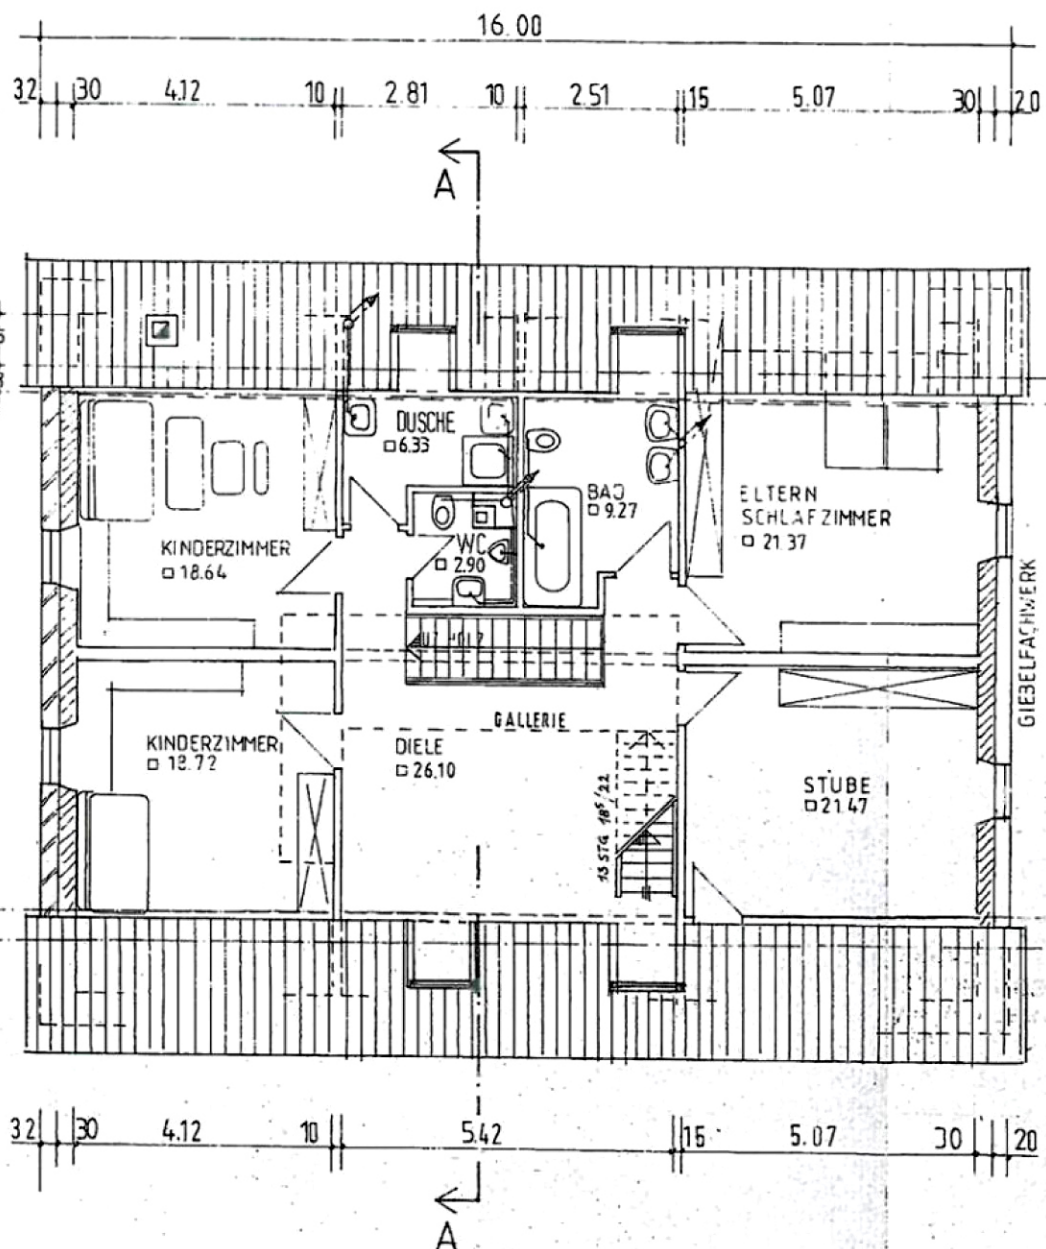 16.00
32 30 4.12 10 2.81 10 2.51 15 5.07 30 20
A
DUSCHE
6.33
BAD
9.27
ELTERN
SCHLAFZIMMER
21.37
WC
2.90
KINDERZIMMER
18.64
GIEBELFACHWERK
GALLERIE
KINDERZIMMER
18.72
DIELE
26.10
13 STG 18⁵/22
STUBE
21.47
32 30 4.12 10 5.42 15 5.07 30 20
A